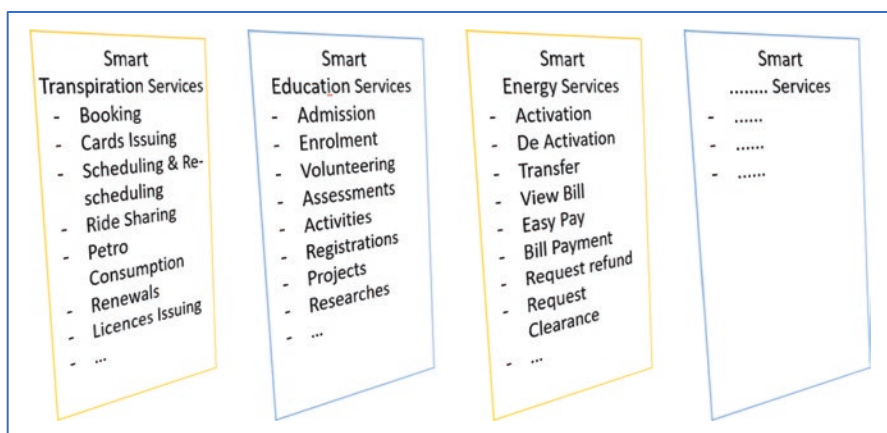 Smart
Transpiration Services
- Booking
- Cards Issuing
- Scheduling & Re-
scheduling
- Ride Sharing
- Petro
Consumption
- Renewals
- Licences Issuing
- ...
Smart
Education Services
- Admission
- Enrolment
- Volunteering
- Assessments
- Activities
- Registrations
- Projects
- Researches
- ...
Smart
Energy Services
- Activation
- De Activation
- Transfer
- View Bill
- Easy Pay
- Bill Payment
- Request refund
- Request
Clearance
- ...
Smart
........ Services
- ......
- ......
- ......